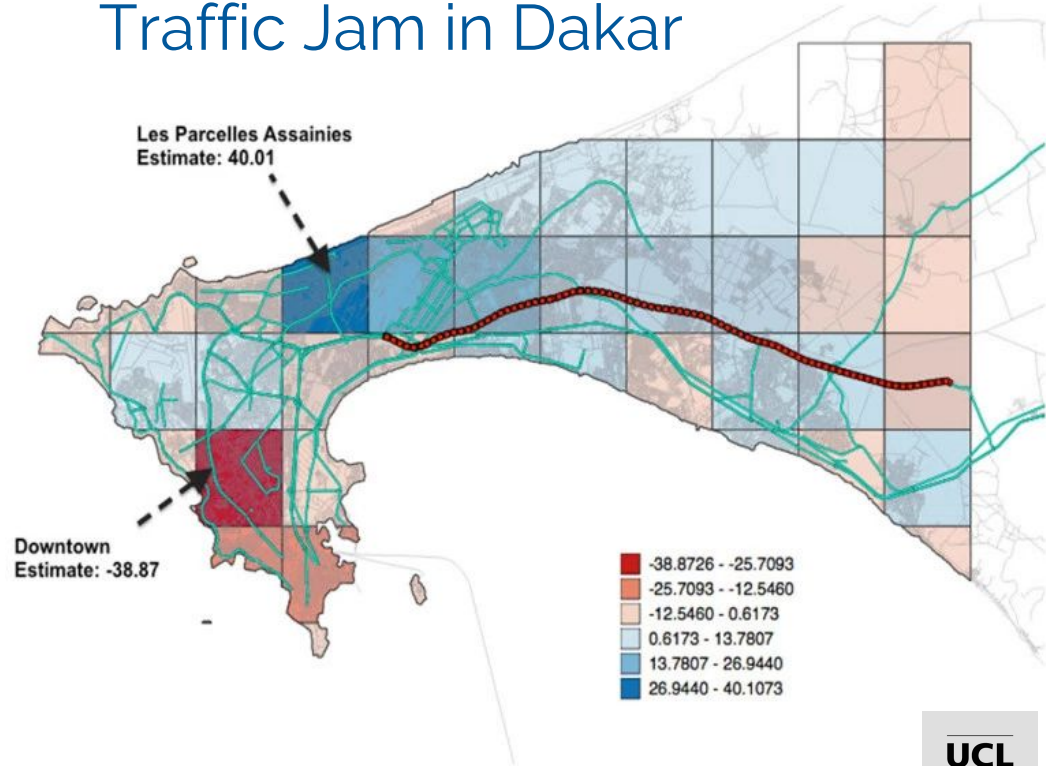 Traffic Jam in Dakar
Les Parcelles Assainies
Estimate: 40.01
Downtown
Estimate: -38.87
-38.8726 - -25.7093
-25.7093 - -12.5460
-12.5460 - 0.6173
0.6173 - 13.7807
13.7807 - 26.9440
26.9440 - 40.1073
UCL